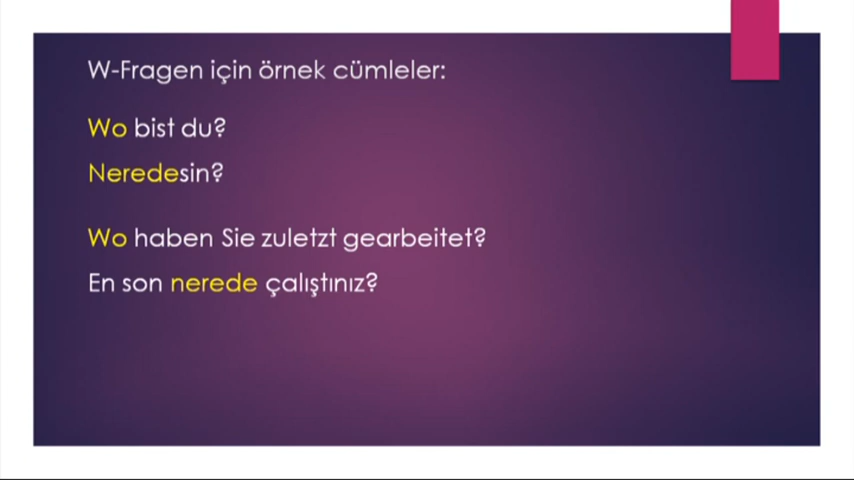 W-Fragen için örnek cümleler:
Wo bist du?
Neredesin?
Wo haben Sie zuletzt gearbeitet?
En son nerede çalıştınız?